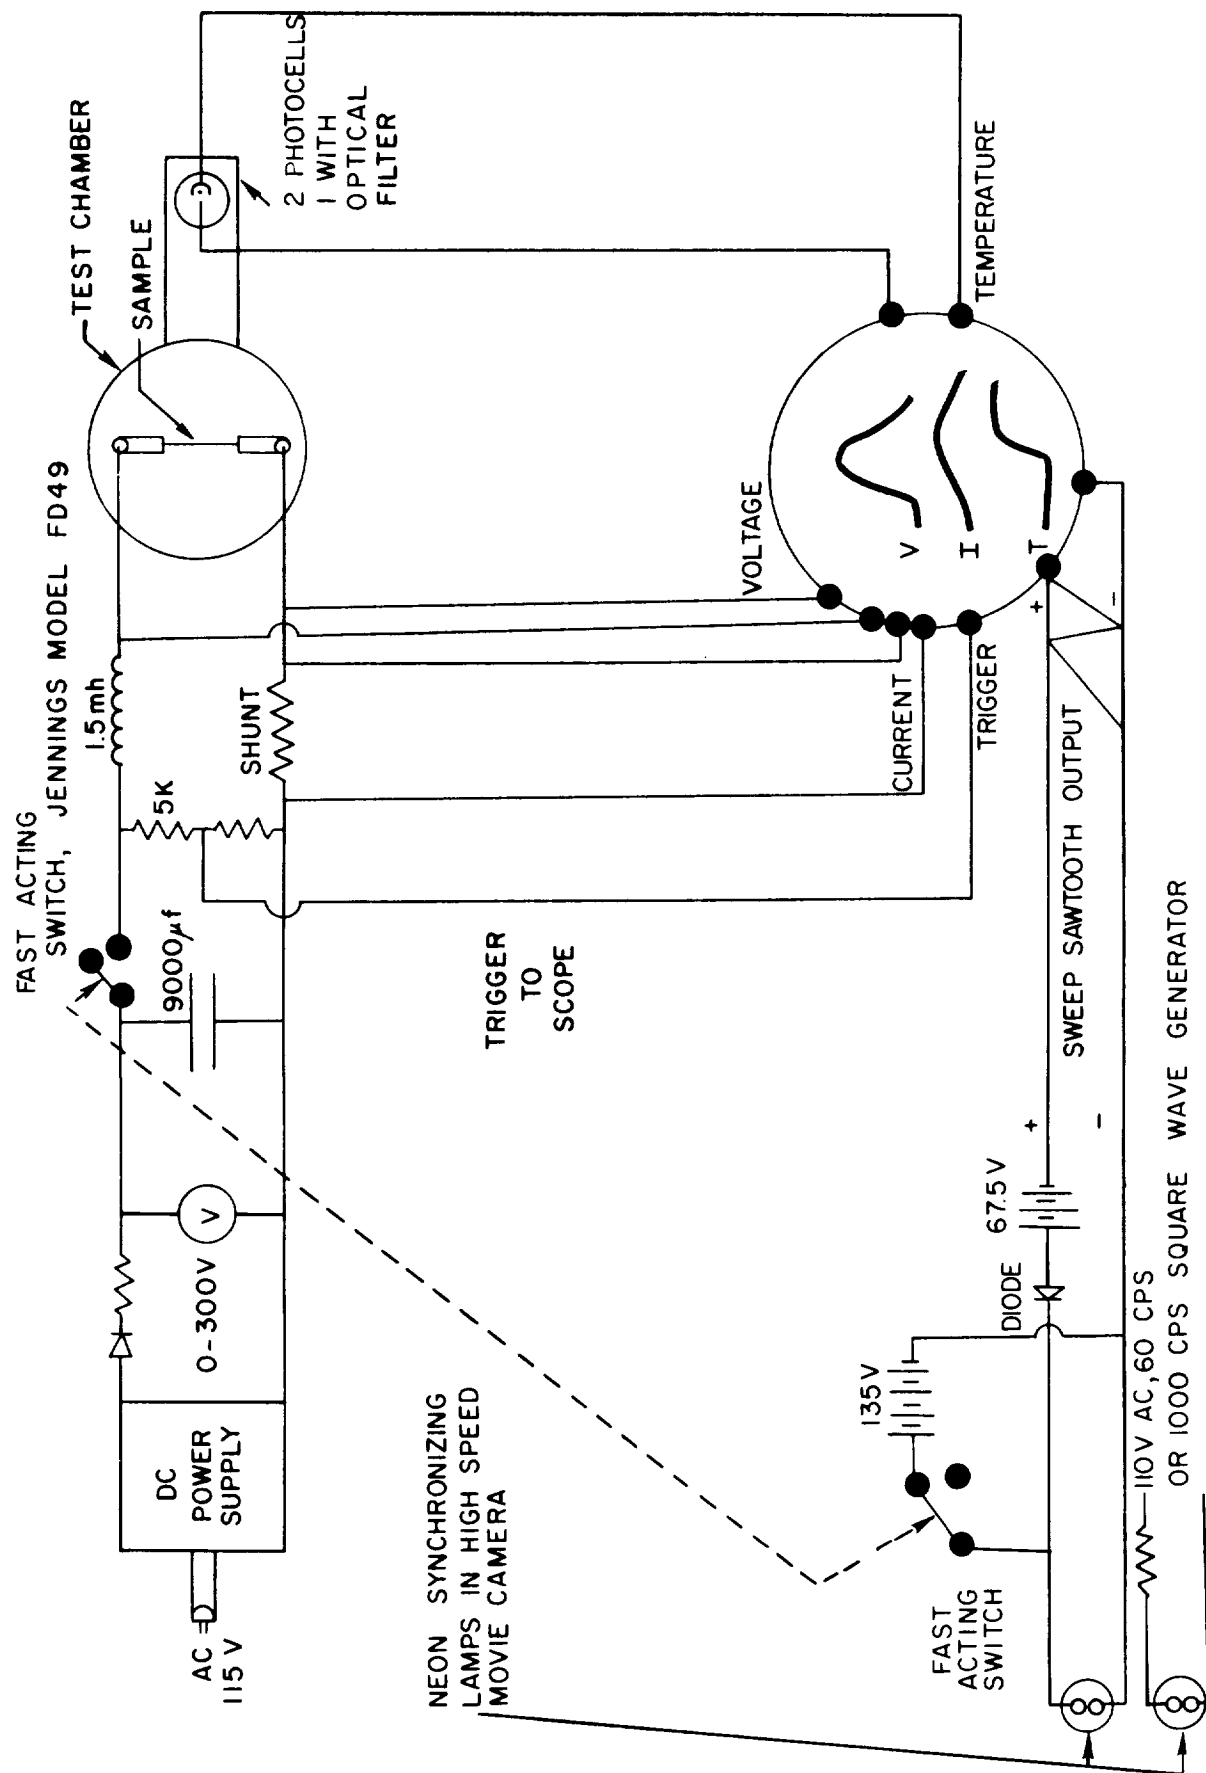 FAST ACTING
SWITCH, JENNINGS MODEL FD49
TEST CHAMBER
SAMPLE
2 PHOTOCELLS
1 WITH
OPTICAL
FILTER
1.5mh
9000μf
5K
SHUNT
AC
115 V
DC
POWER
SUPPLY
0-300V
V
TRIGGER
TO
SCOPE
VOLTAGE
CURRENT
TRIGGER
TEMPERATURE
V
I
T
+
-
NEON SYNCHRONIZING
LAMPS IN HIGH SPEED
MOVIE CAMERA
FAST
ACTING
SWITCH
135V
DIODE
67.5V
+
-
SWEEP SAWTOOTH OUTPUT
110V AC, 60 CPS
OR 1000 CPS SQUARE WAVE GENERATOR